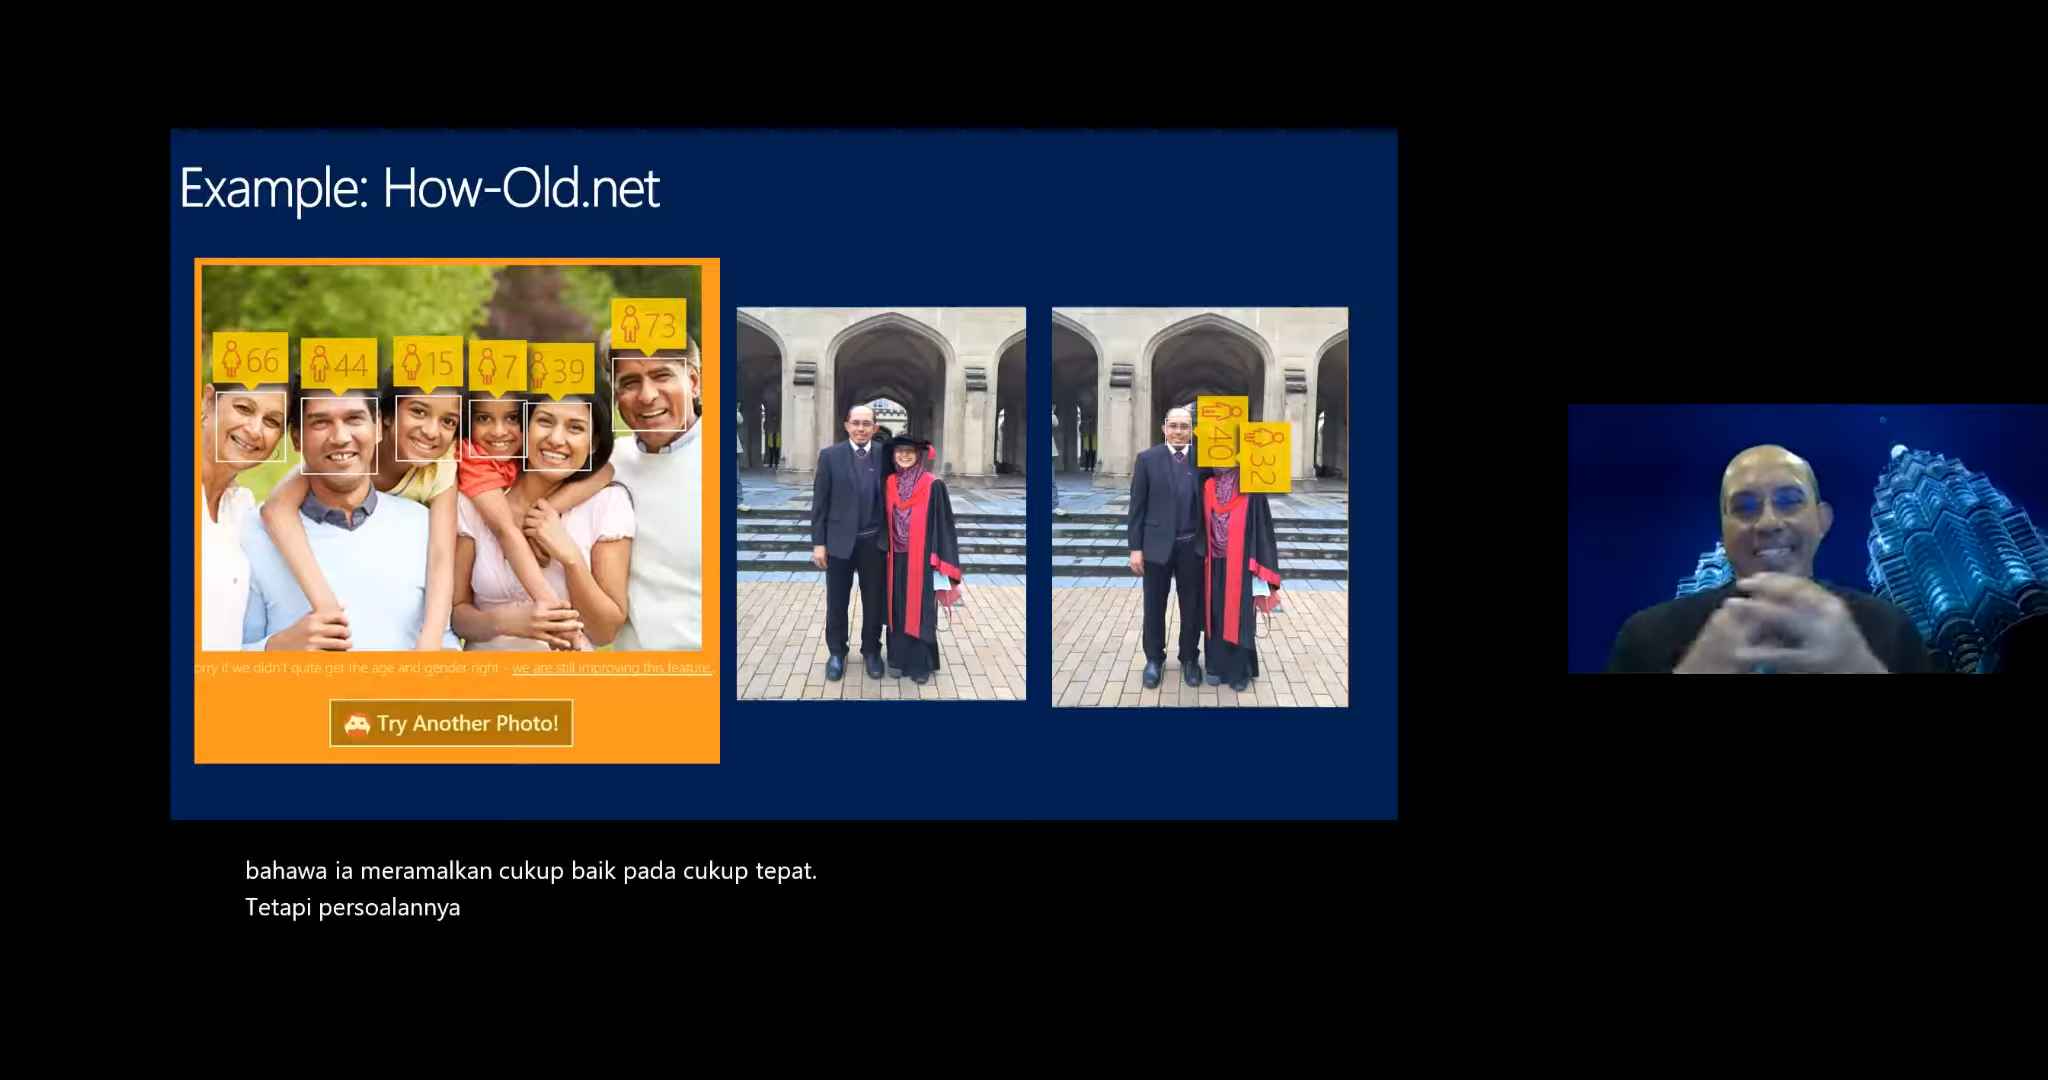 Example: How-Old.net
66
44
15
7
39
73
40
32
orry if we didn't quite get the age and gender right - we are still improving this feature.
Try Another Photo!
bahawa ia meramalkan cukup baik pada cukup tepat.
Tetapi persoalannya